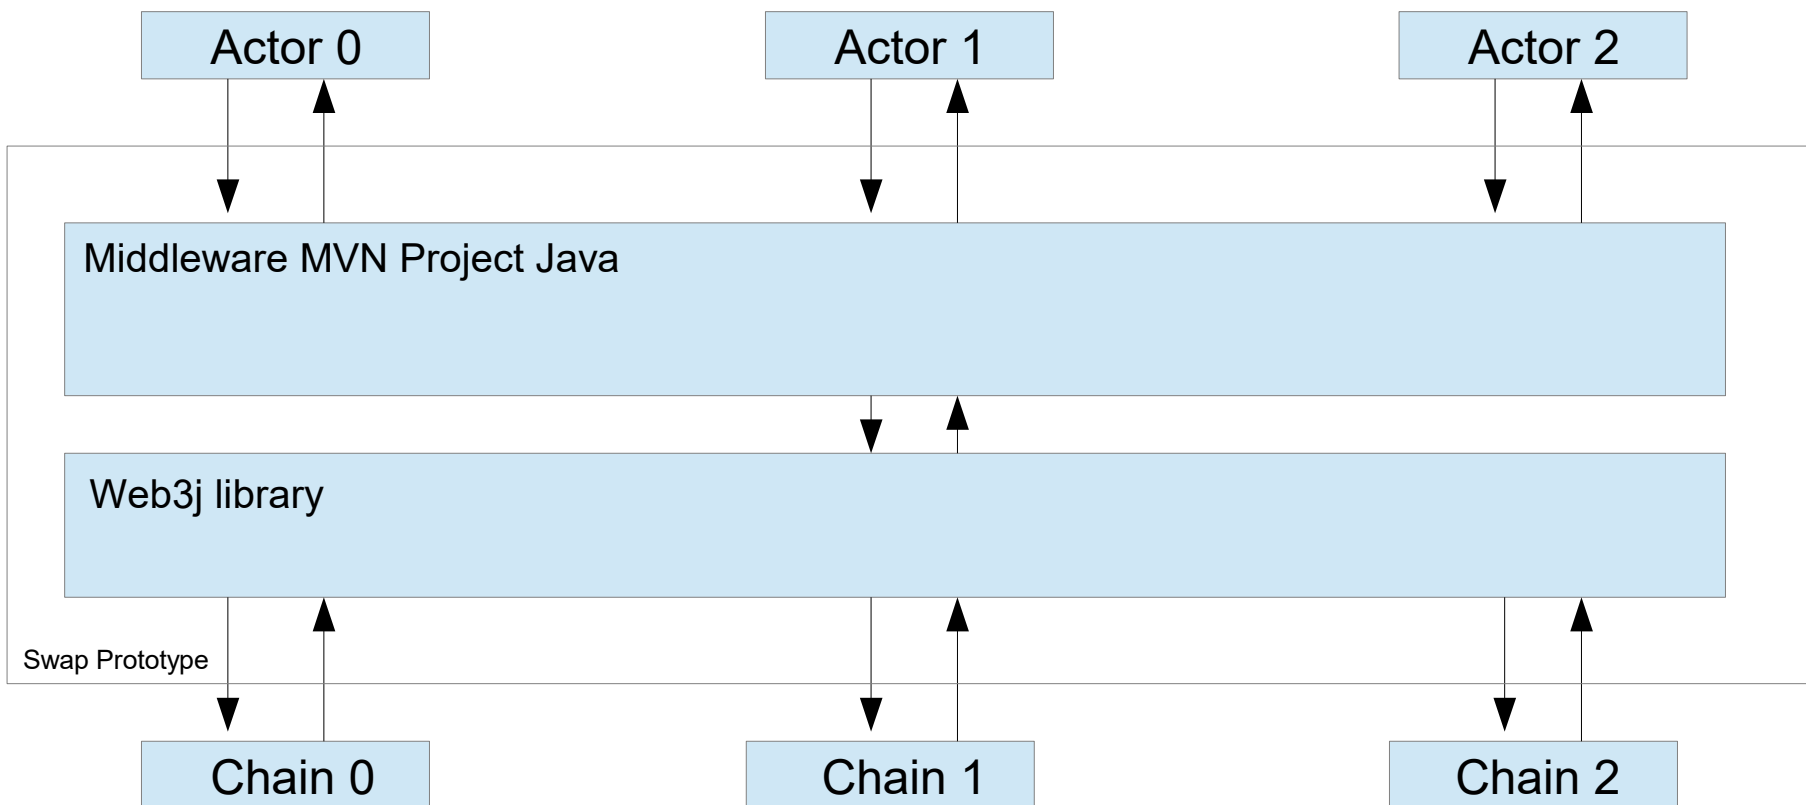 Actor 0
Actor 1
Actor 2
Middleware MVN Project Java
Web3j library
Swap Prototype
Chain 0
Chain 1
Chain 2